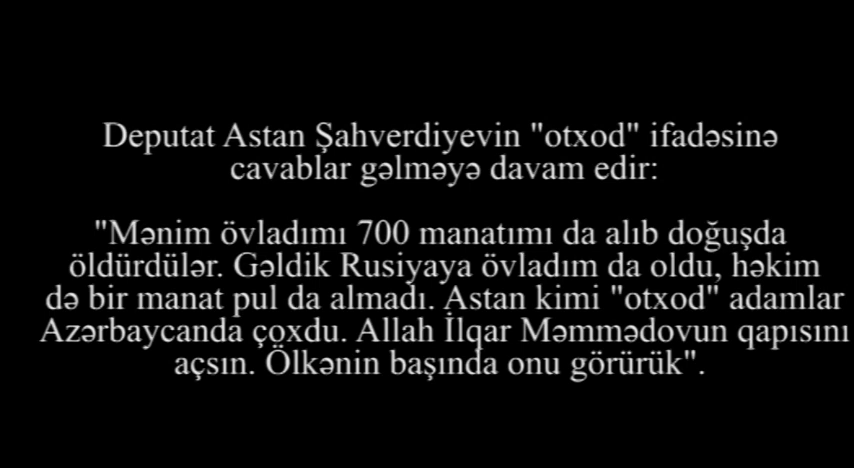 Deputat Astan Şahverdiyevin "otxod" ifadəsinə
cavablar gəlməyə davam edir:
"Mənim övladımı 700 manatımı da alıb doğuşda
öldürdülər. Gəldik Rusiyaya övladım da oldu, həkim
də bir manat pul da almadı. Astan kimi "otxod" adamlar
Azərbaycanda çoxdu. Allah İlqar Məmmədovun qapısını
açsın. Ölkənin başında onu görürük".